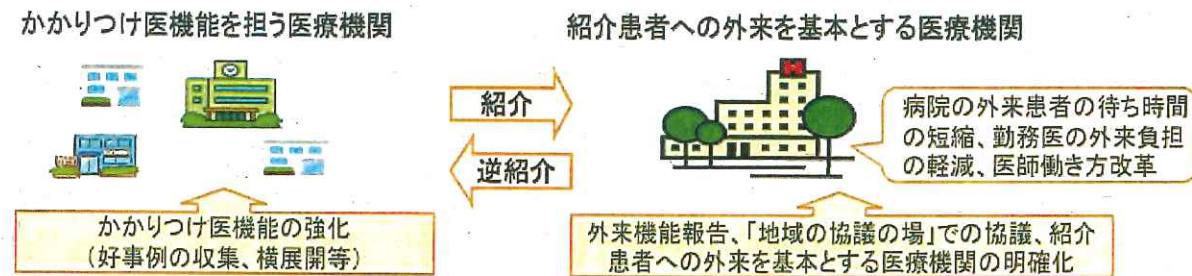 かかりつけ医機能を担う医療機関
紹介患者への外来を基本とする医療機関
紹介
逆紹介
病院の外来患者の待ち時間
の短縮、勤務医の外来負担
の軽減、医師働き方改革
かかりつけ医機能の強化
(好事例の収集、横展開等)
外来機能報告、「地域の協議の場」での協議、紹介
患者への外来を基本とする医療機関の明確化